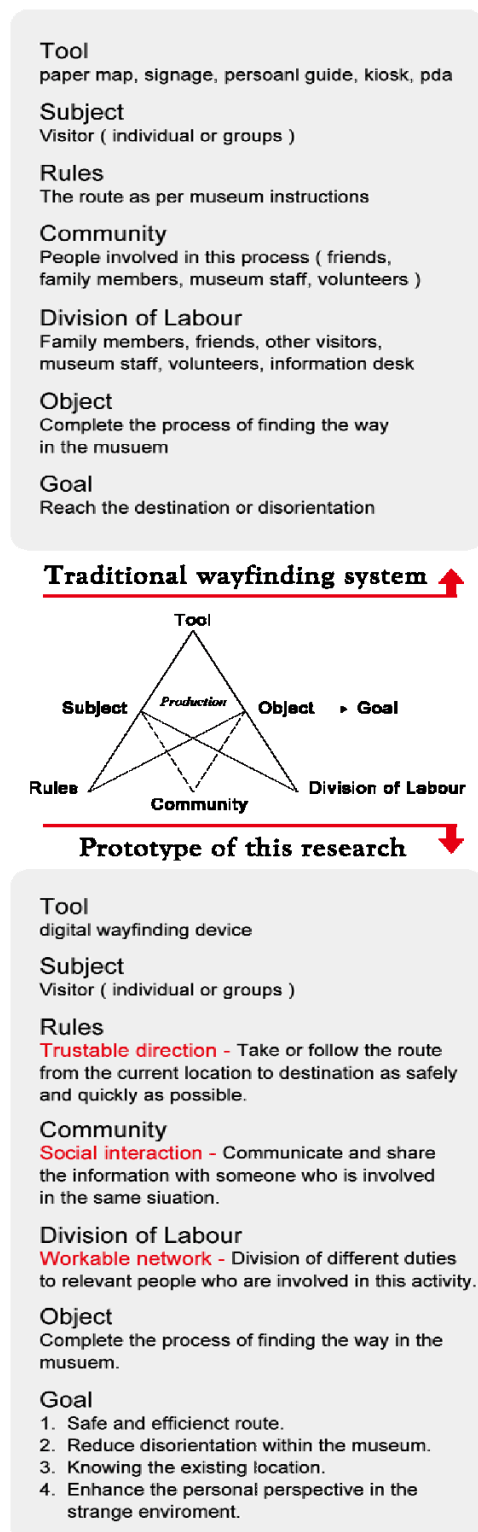 Tool
paper map, signage, persoanl guide, kiosk, pda
Subject
Visitor ( individual or groups )
Rules
The route as per museum instructions
Community
People involved in this process ( friends,
family members, museum staff, volunteers )
Division of Labour
Family members, friends, other visitors,
museum staff, volunteers, information desk
Object
Complete the process of finding the way
in the musuem
Goal
Reach the destination or disorientation
Traditional wayfinding system
Tool
Subject Production Object Goal
Rules Community Division of Labour
Prototype of this research
Tool
digital wayfinding device
Subject
Visitor ( individual or groups )
Rules
Trustable direction - Take or follow the route
from the current location to destination as safely
and quickly as possible.
Community
Social interaction - Communicate and share
the information with someone who is involved
in the same siuation.
Division of Labour
Workable network - Division of different duties
to relevant people who are involved in this activity.
Object
Complete the process of finding the way in the
musuem.
Goal
1. Safe and efficienct route.
2. Reduce disorientation within the museum.
3. Knowing the existing location.
4. Enhance the personal perspective in the
strange enviroment.